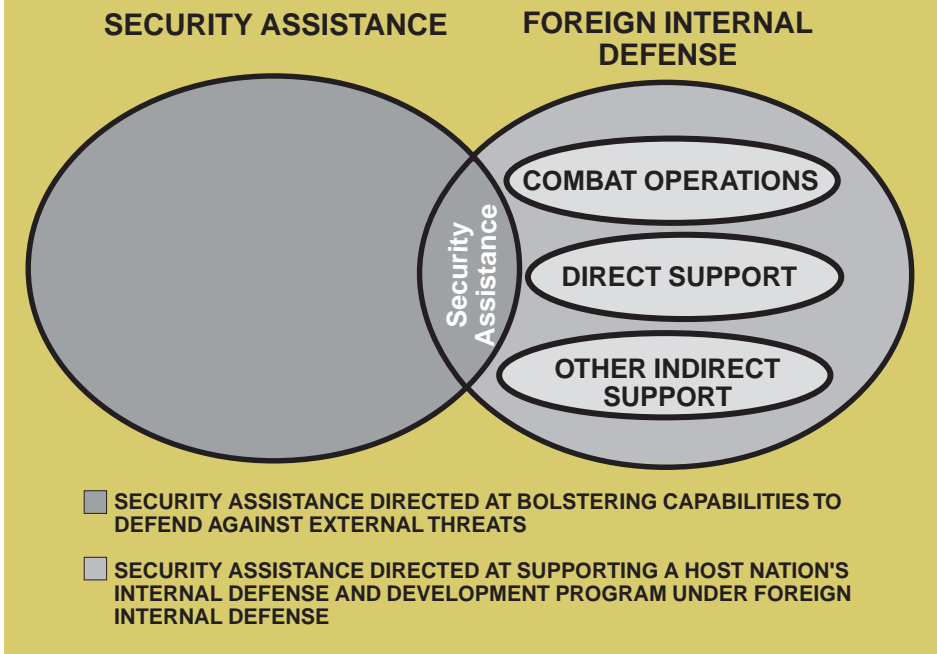 SECURITY ASSISTANCE
FOREIGN INTERNAL
DEFENSE
Security
Assistance
COMBAT OPERATIONS
DIRECT SUPPORT
OTHER INDIRECT
SUPPORT
SECURITY ASSISTANCE DIRECTED AT BOLSTERING CAPABILITIES TO
DEFEND AGAINST EXTERNAL THREATS
SECURITY ASSISTANCE DIRECTED AT SUPPORTING A HOST NATION'S
INTERNAL DEFENSE AND DEVELOPMENT PROGRAM UNDER FOREIGN
INTERNAL DEFENSE